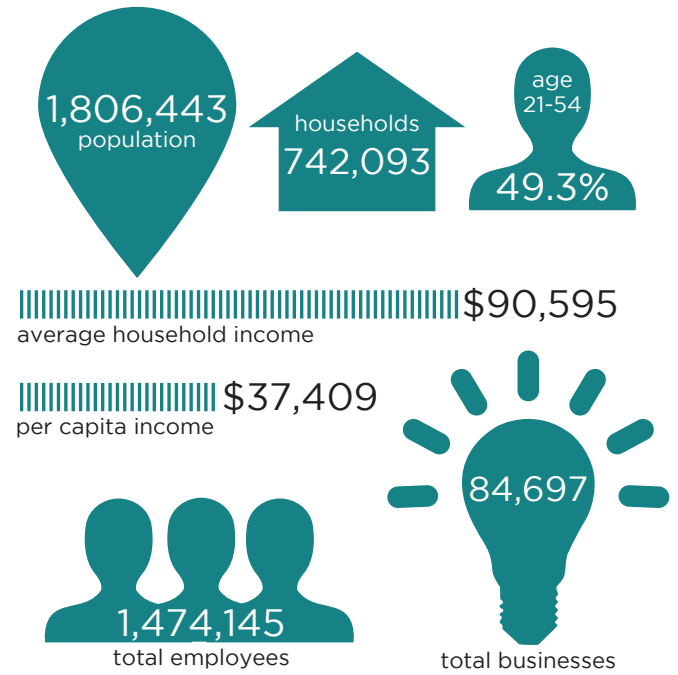 1,806,443
population
households
742,093
age
21-54
49.3%
$90,595
average household income
$37,409
per capita income
84,697
total businesses
1,474,145
total employees